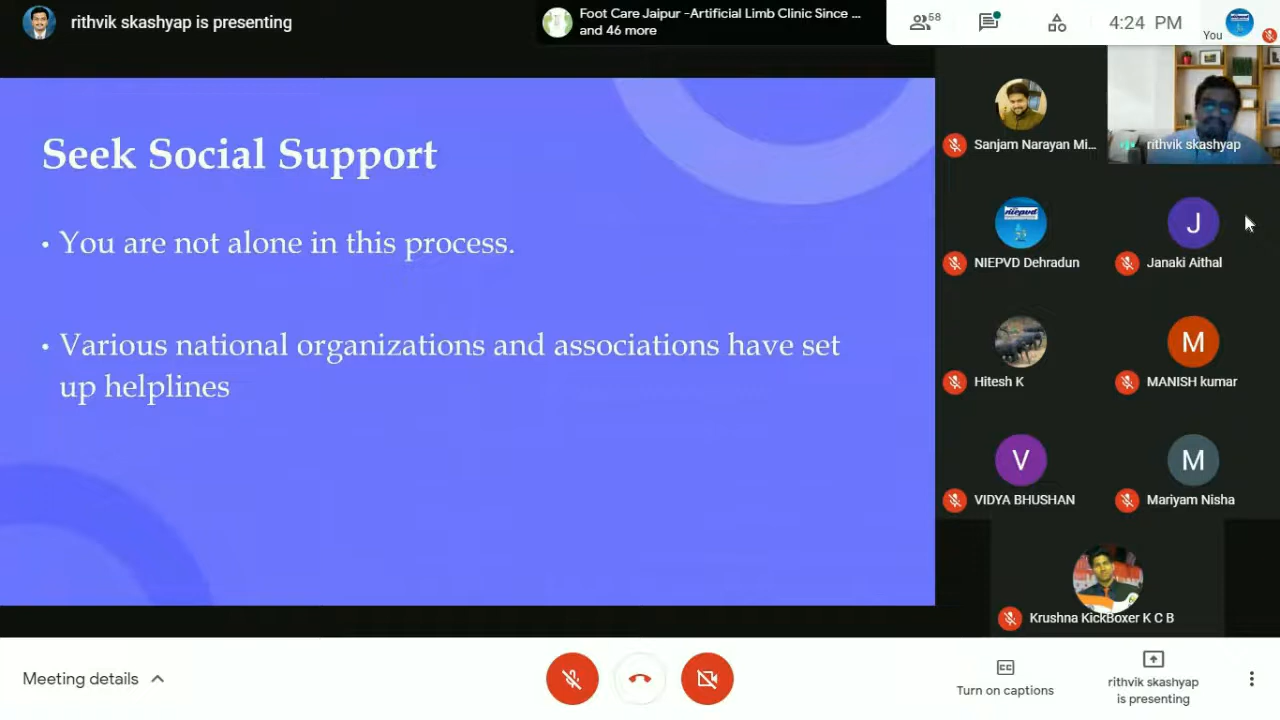 rithvik skashyap is presenting
Foot Care Jaipur -Artificial Limb Clinic Since ...
and 46 more
58
4:24 PM
You
Seek Social Support
• You are not alone in this process.
• Various national organizations and associations have set
up helplines
Sanjam Narayan Mi...
rithvik skashyap
niepvd
NIEPVD Dehradun
J
Janaki Aithal
Hitesh K
M
MANISH kumar
V
VIDYA BHUSHAN
M
Mariyam Nisha
Krushna KickBoxer K C B
Meeting details
CC
Turn on captions
rithvik skashyap
is presenting